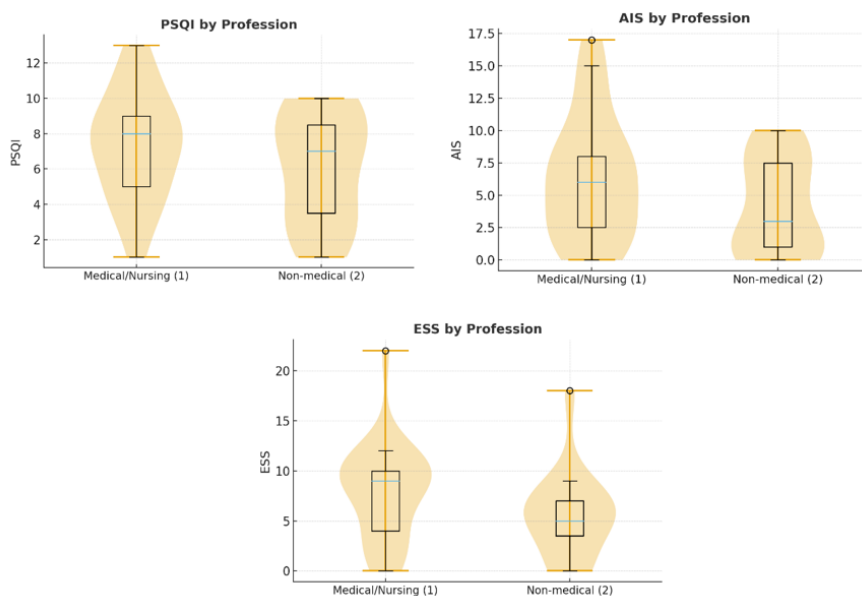 PSQI by Profession
12
10
8
6
4
2
PSQI
Medical/Nursing (1)
Non-medical (2)
AIS by Profession
17.5
15.0
12.5
10.0
7.5
5.0
2.5
0.0
AIS
Medical/Nursing (1)
Non-medical (2)
ESS by Profession
20
15
10
5
0
ESS
Medical/Nursing (1)
Non-medical (2)